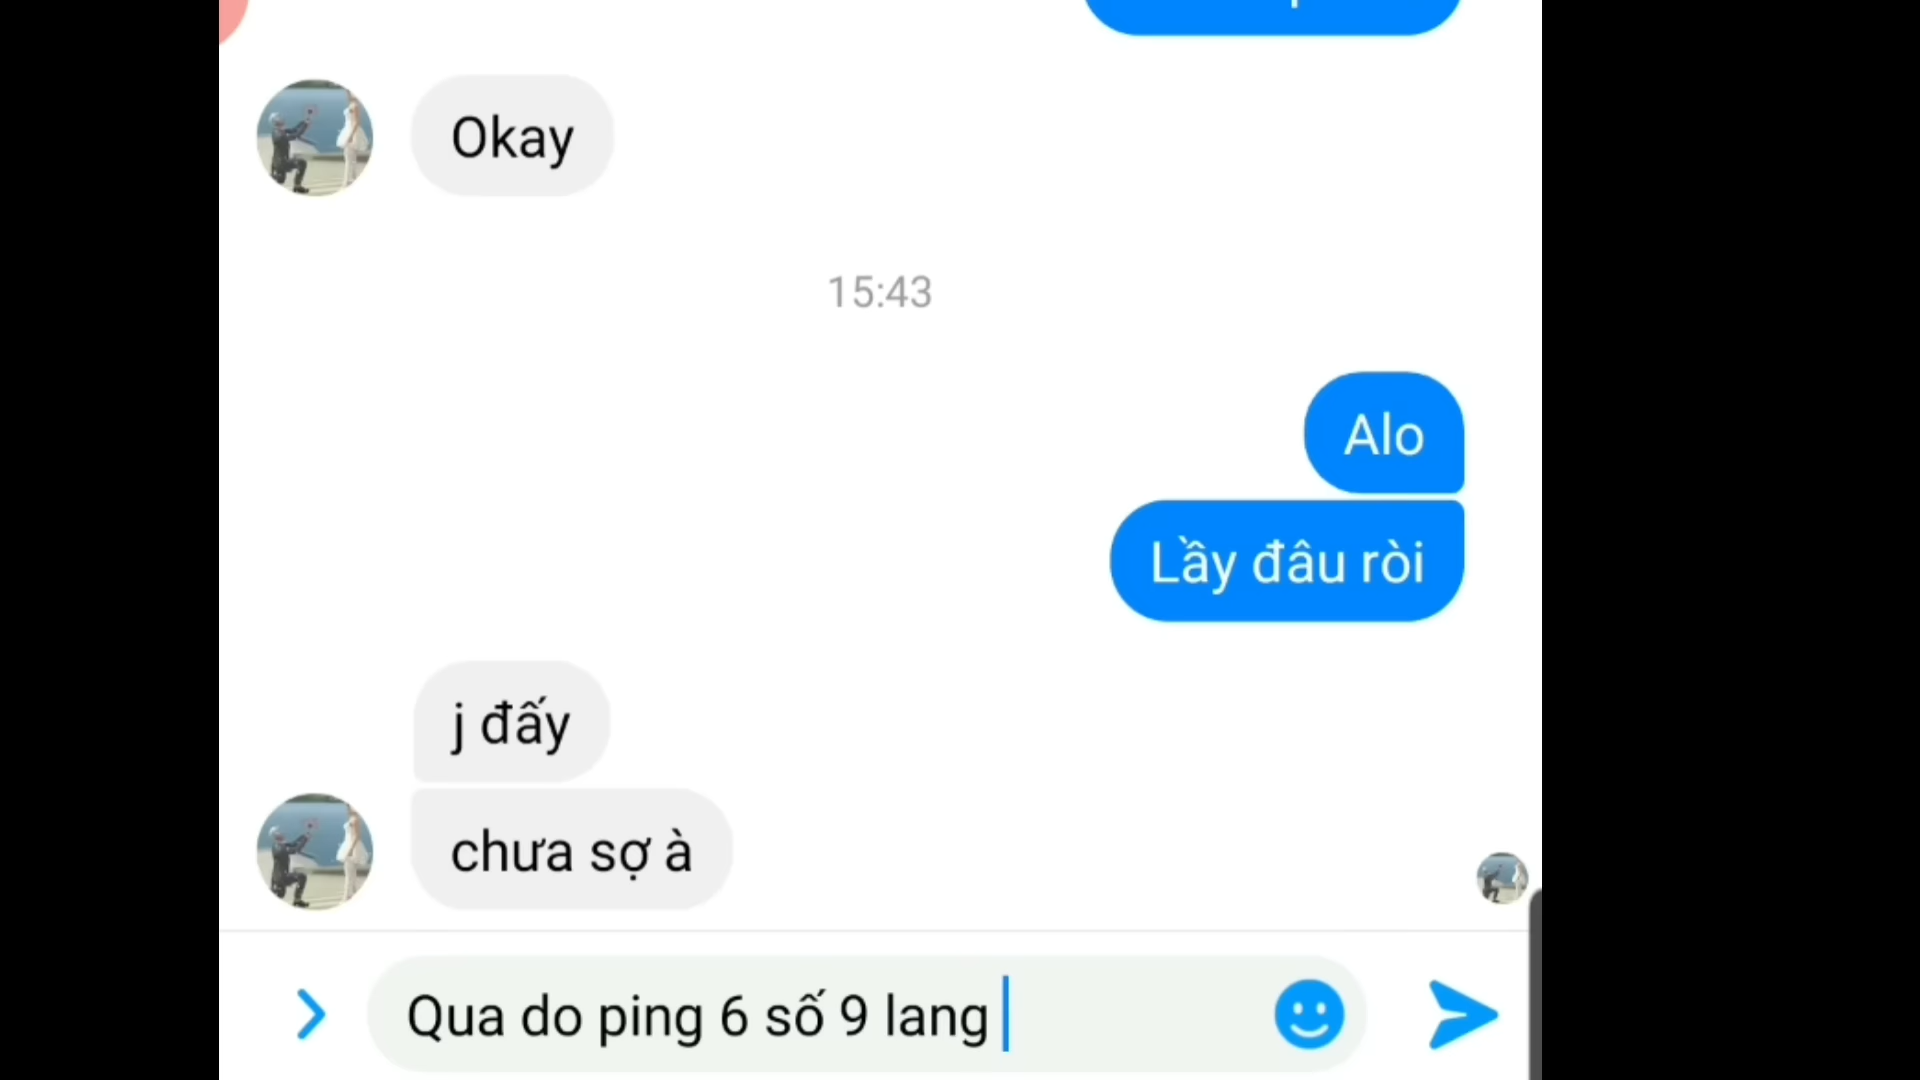 Okay
15:43
Alo
Lầy đâu ròi
j đấy
chưa sợ à
Qua do ping 6 số 9 lang